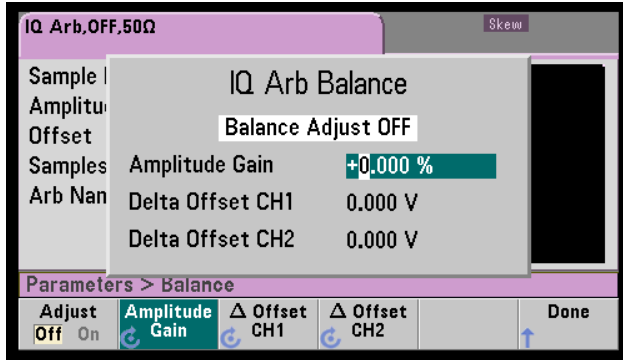 IQ Arb,OFF,50Ω
Skew
IQ Arb Balance
Balance Adjust OFF
Sample
Amplitu
Offset
Samples
Arb Nam
Amplitude Gain +0.000 %
Delta Offset CH1 0.000 V
Delta Offset CH2 0.000 V
Parameters > Balance
Adjust Off On
Amplitude Gain
Δ Offset CH1
Δ Offset CH2
Done